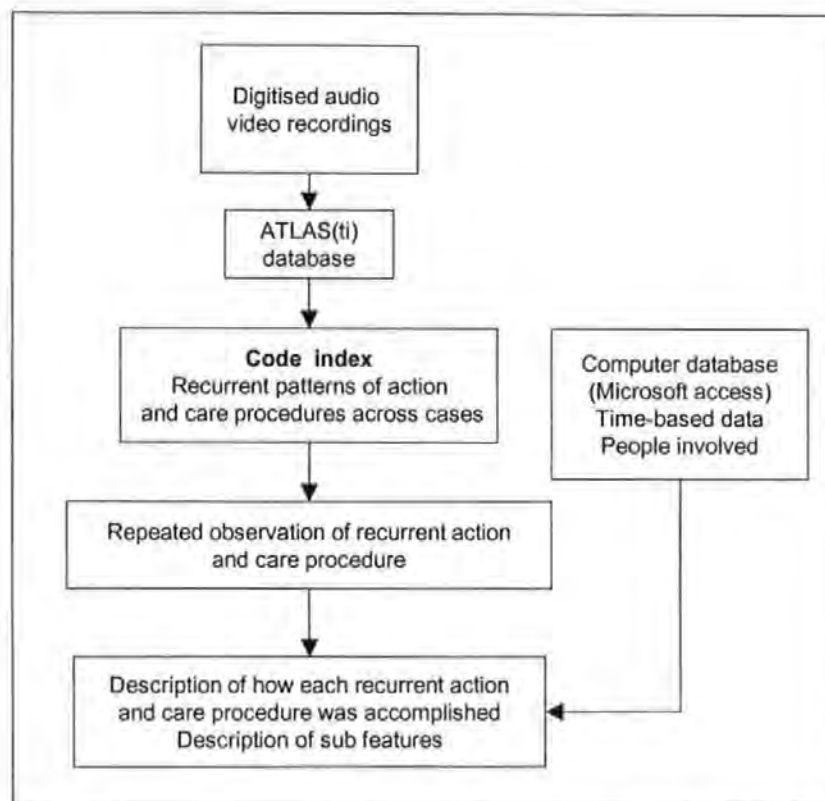 Digitised audio
video recordings
ATLAS(ti)
database
Code index
Recurrent patterns of action
and care procedures across cases
Computer database
(Microsoft access)
Time-based data
People involved
Repeated observation of recurrent action
and care procedure
Description of how each recurrent action
and care procedure was accomplished
Description of sub features